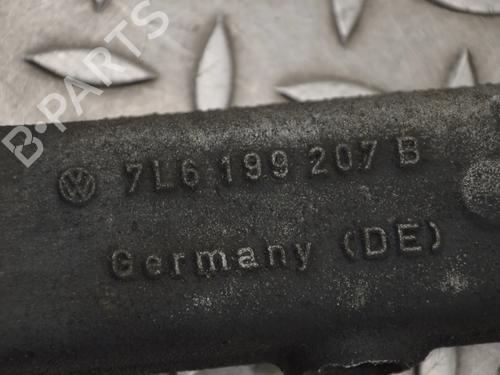 B-PARTS
7L6 199 207 B
Germany (DE)